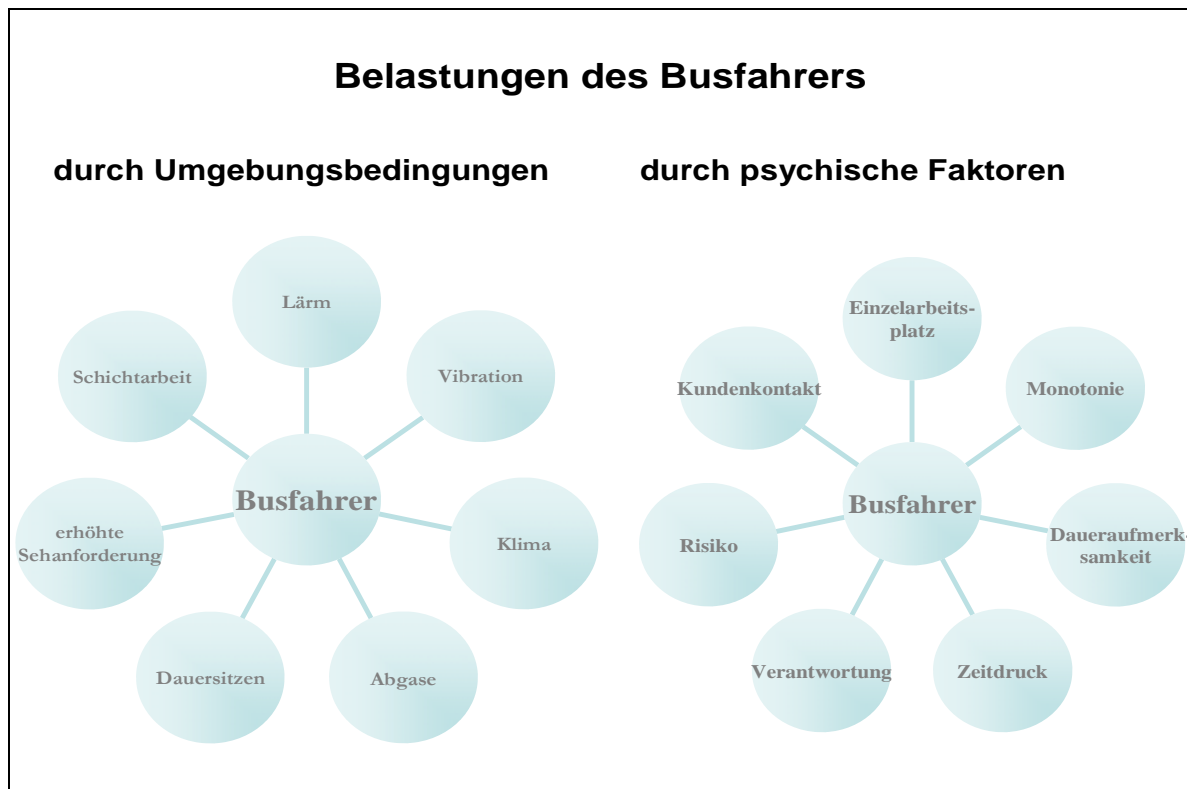 Belastungen des Busfahrers
durch Umgebungsbedingungen
durch psychische Faktoren
Lärm
Vibration
Klima
Abgase
Dauersitzen
erhöhte
Sehanforderung
Schichtarbeit
Busfahrer
Einzelarbeits-
platz
Monotonie
Daueraufmerk-
samkeit
Zeitdruck
Verantwortung
Risiko
Kundenkontakt
Busfahrer